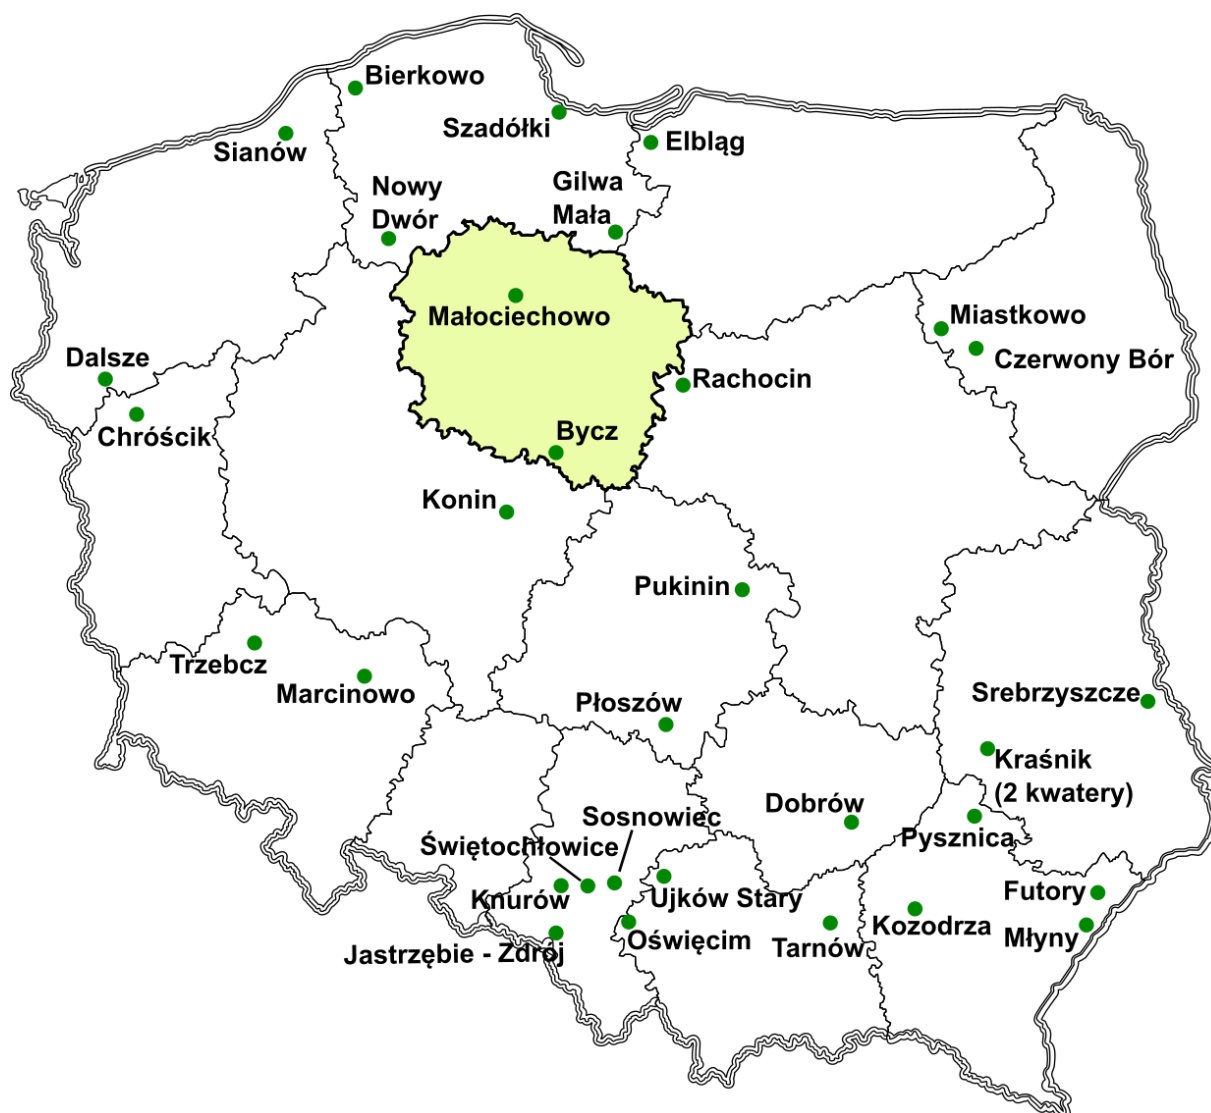 Bierkowo
Szadółki
Sianów
Elbląg
Nowy
Dwór
Gilwa
Mała
Małociechowo
Miastkowo
Czerwony Bór
Dalsze
Rachocin
Chróścik
Bycz
Konin
Pukinin
Trzebcz
Marcinowo
Srebrzyszcze
Płoszów
Kraśnik
(2 kwatery)
Dobrów
Sosnowiec
Pysznica
Świętochłowice
Knurów
Ujków Stary
Futory
Kozodrza
Młyny
Oświęcim
Tarnów
Jastrzębie - Zdrój